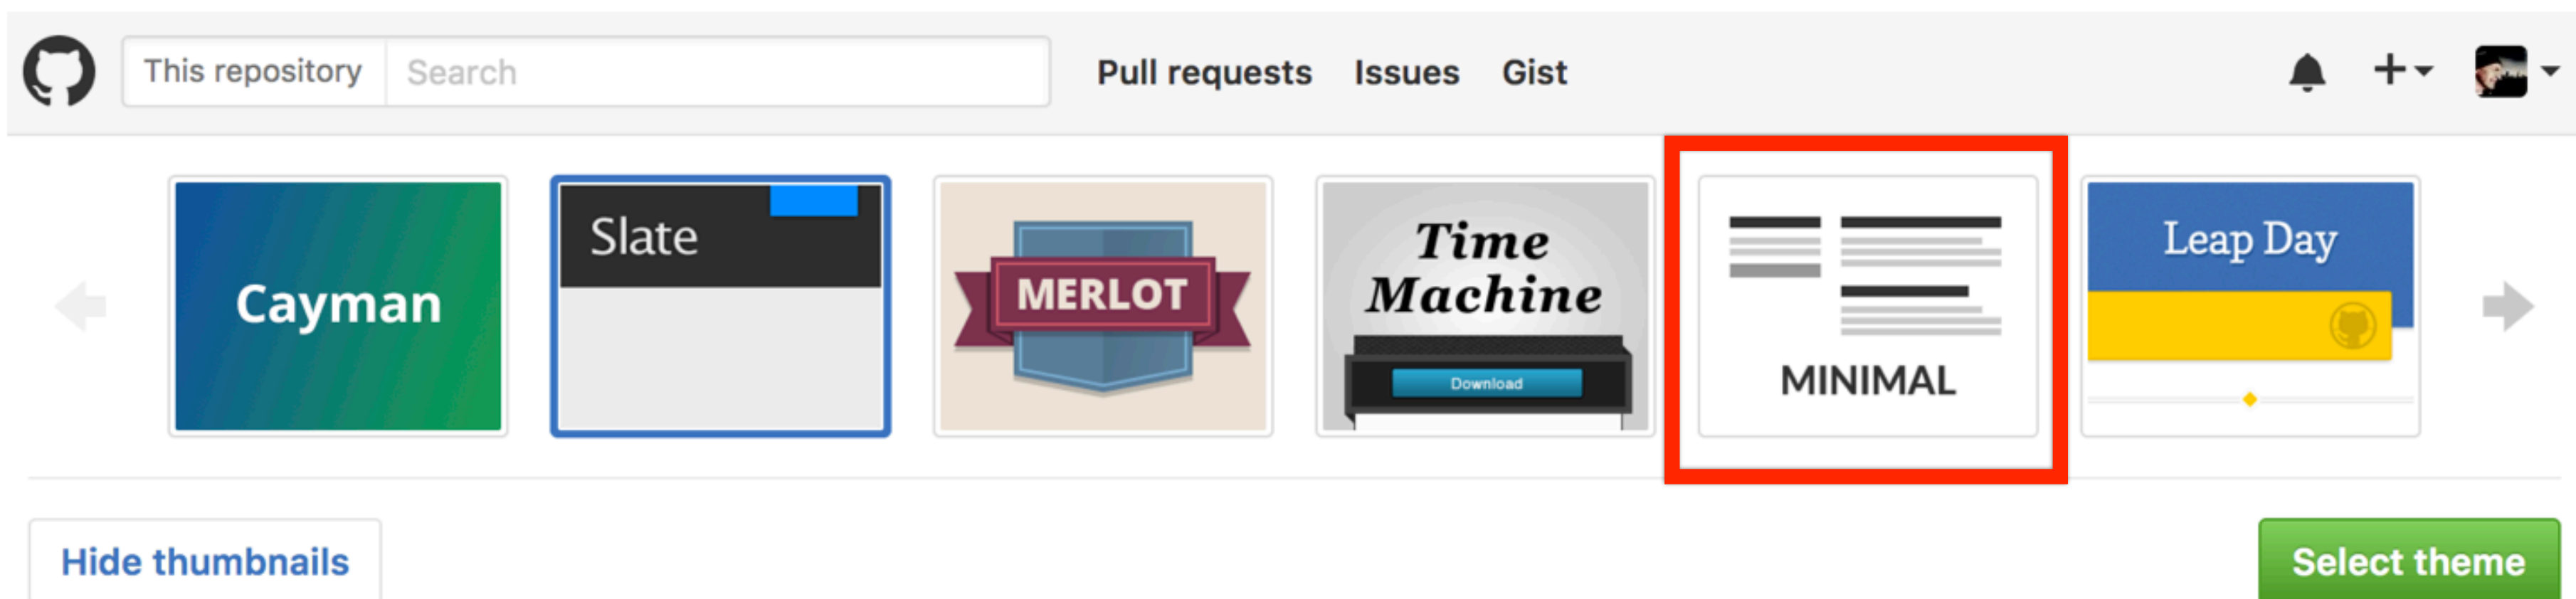 This repository Search Pull requests Issues Gist
Cayman
Slate
MERLOT
Time
Machine
Download
MINIMAL
Leap Day
Hide thumbnails
Select theme